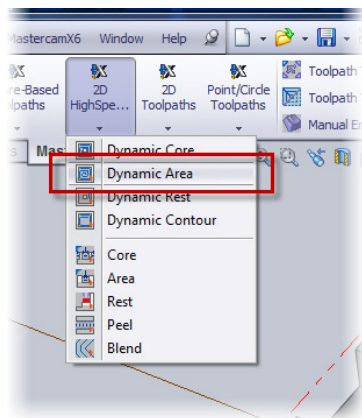 MastercamX6 Window Help
re-Based 2D 2D Point/Circle Toolpath
lpaths HighSpe... Toolpaths Toolpaths Toolpath
Manual En
Mas
Dynamic Core
Dynamic Area
Dynamic Rest
Dynamic Contour
Core
Area
Rest
Peel
Blend